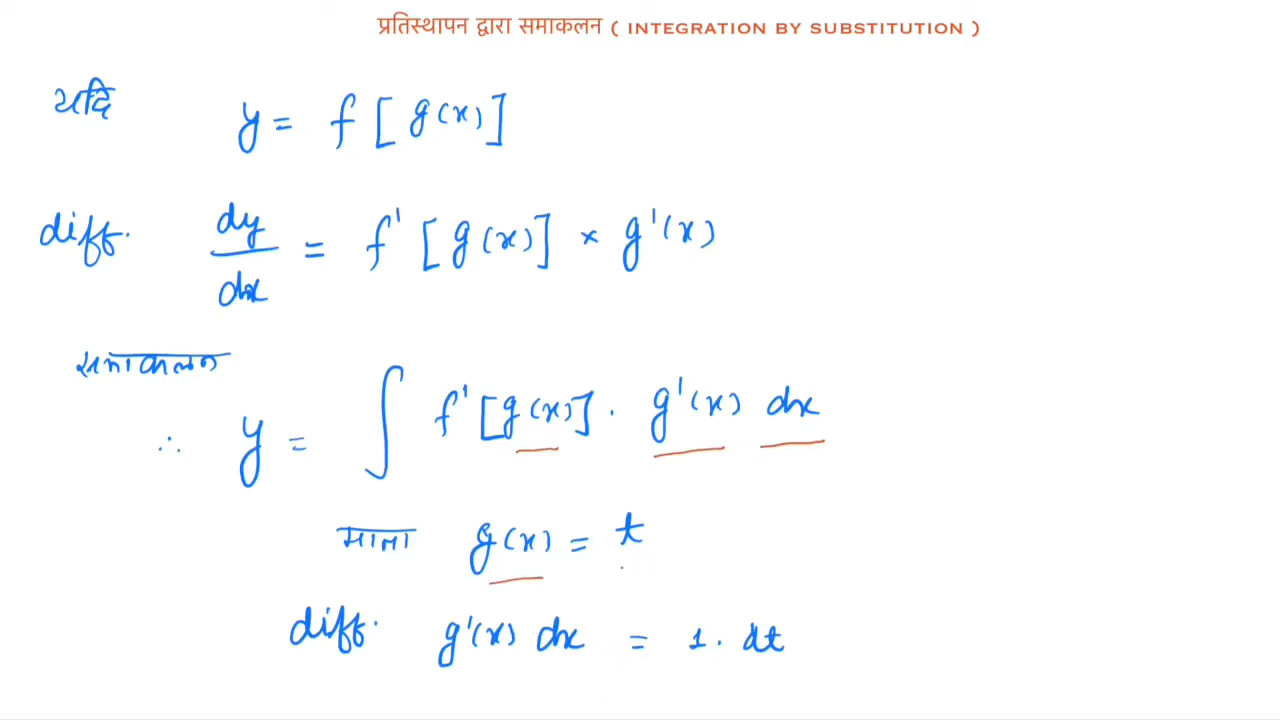 प्रतिस्थापन द्वारा समाकलन ( INTEGRATION BY SUBSTITUTION )
यदि y = f [ g(x) ]
diff. dy/dx = f' [ g(x) ] × g'(x)
समाकलन
∴ y = ∫ f' [ g(x) ] . g'(x) dx
माना g(x) = t
diff. g'(x) dx = 1. dt